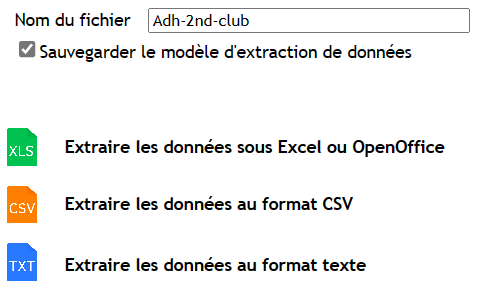 Nom du fichier Adh-2nd-club
Sauvegarder le modèle d'extraction de données
XLS Extraire les données sous Excel ou OpenOffice
CSV Extraire les données au format CSV
TXT Extraire les données au format texte